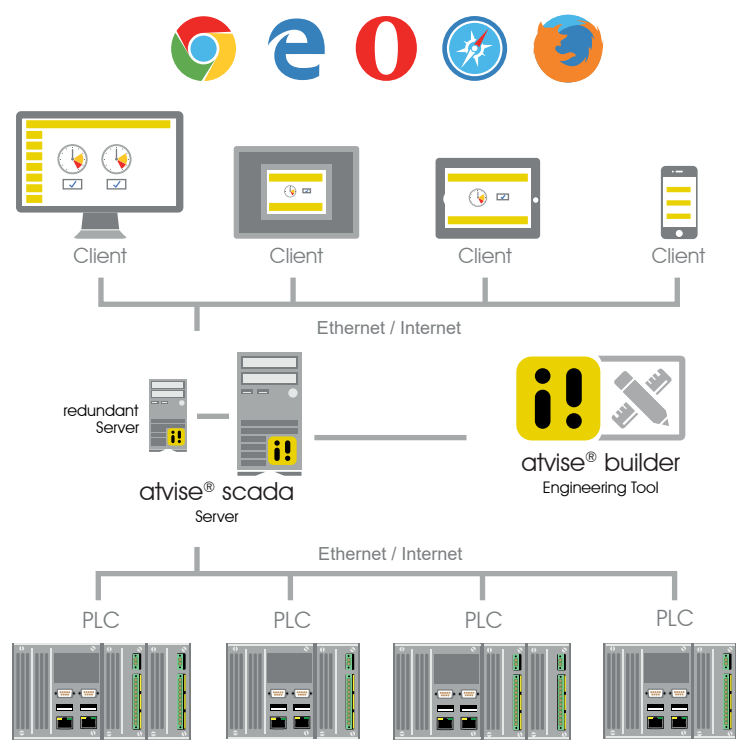 Client
Client
Client
Client
Ethernet / Internet
redundant
Server
atvise® scada
Server
atvise® builder
Engineering Tool
Ethernet / Internet
PLC
PLC
PLC
PLC